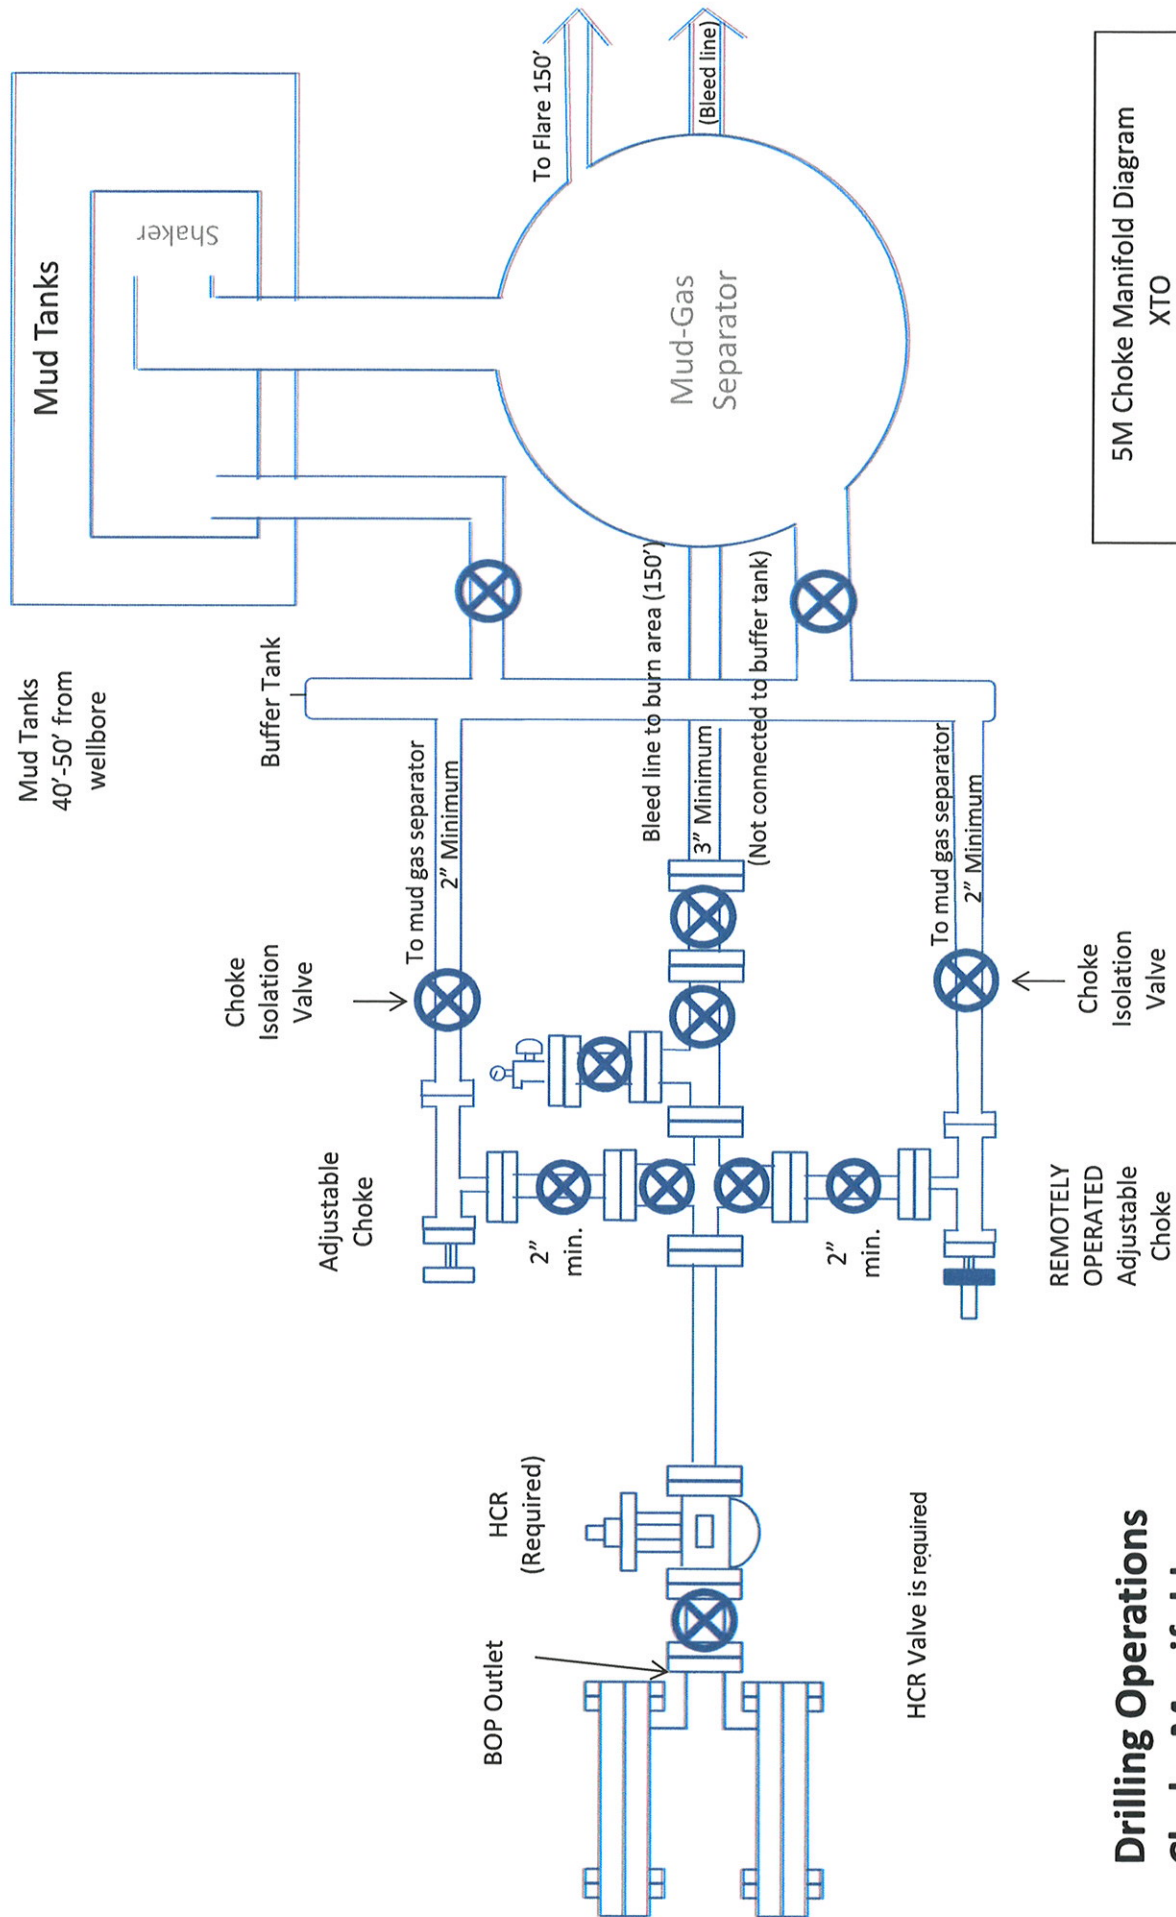 Mud Tanks
40’-50’ from
wellbore
Mud Tanks
Shaker
Buffer Tank
To Flare 150’
(Bleed line)
Mud-Gas
Separator
Choke
Isolation
Valve
To mud gas separator
2” Minimum
Bleed line to burn area (150’)
3” Minimum
(Not connected to buffer tank)
To mud gas separator
2” Minimum
Choke
Isolation
Valve
Adjustable
Choke
2”
min.
2”
min.
REMOTELY
OPERATED
Adjustable
Choke
HCR
(Required)
BOP Outlet
HCR Valve is required
5M Choke Manifold Diagram
XTO
Drilling Operations